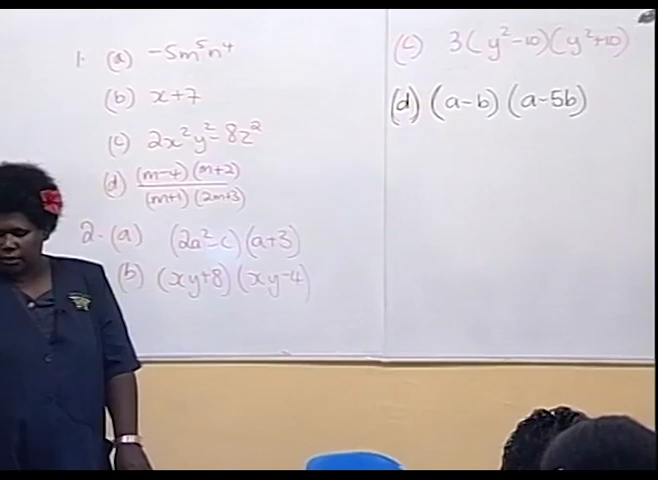 1. (a) -5m⁵n⁴
(b) x+7
(c) 2x²y² - 8z²
(d) (m-4)(m+2)
(m+1)(2m+3)
2. (a) (2a²-c)(a+3)
(b) (xy+8)(xy-4)
(c) 3(y²-10)(y²+10)
(d) (a-b)(a-5b)